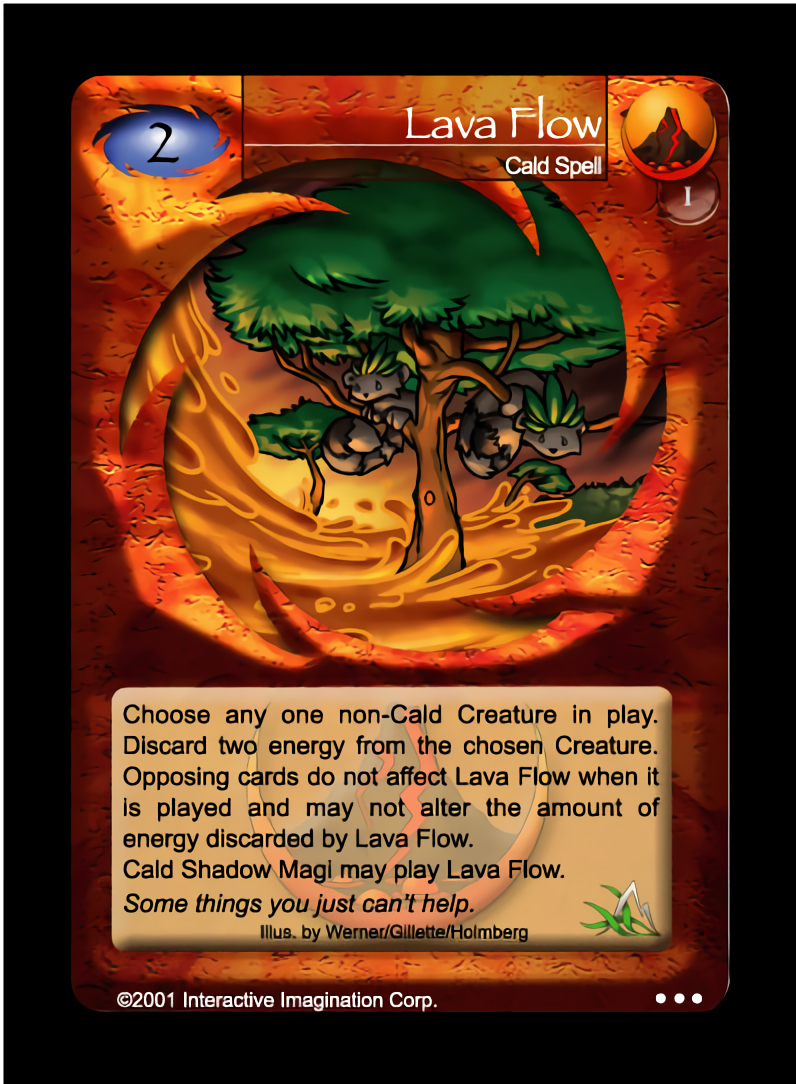 2
Lava Flow
Cald Spell
I
Choose any one non-Cald Creature in play.
Discard two energy from the chosen Creature.
Opposing cards do not affect Lava Flow when it
is played and may not alter the amount of
energy discarded by Lava Flow.
Cald Shadow Magi may play Lava Flow.
Some things you just can't help.
Illus. by Werner/Gillette/Holmberg
©2001 Interactive Imagination Corp.